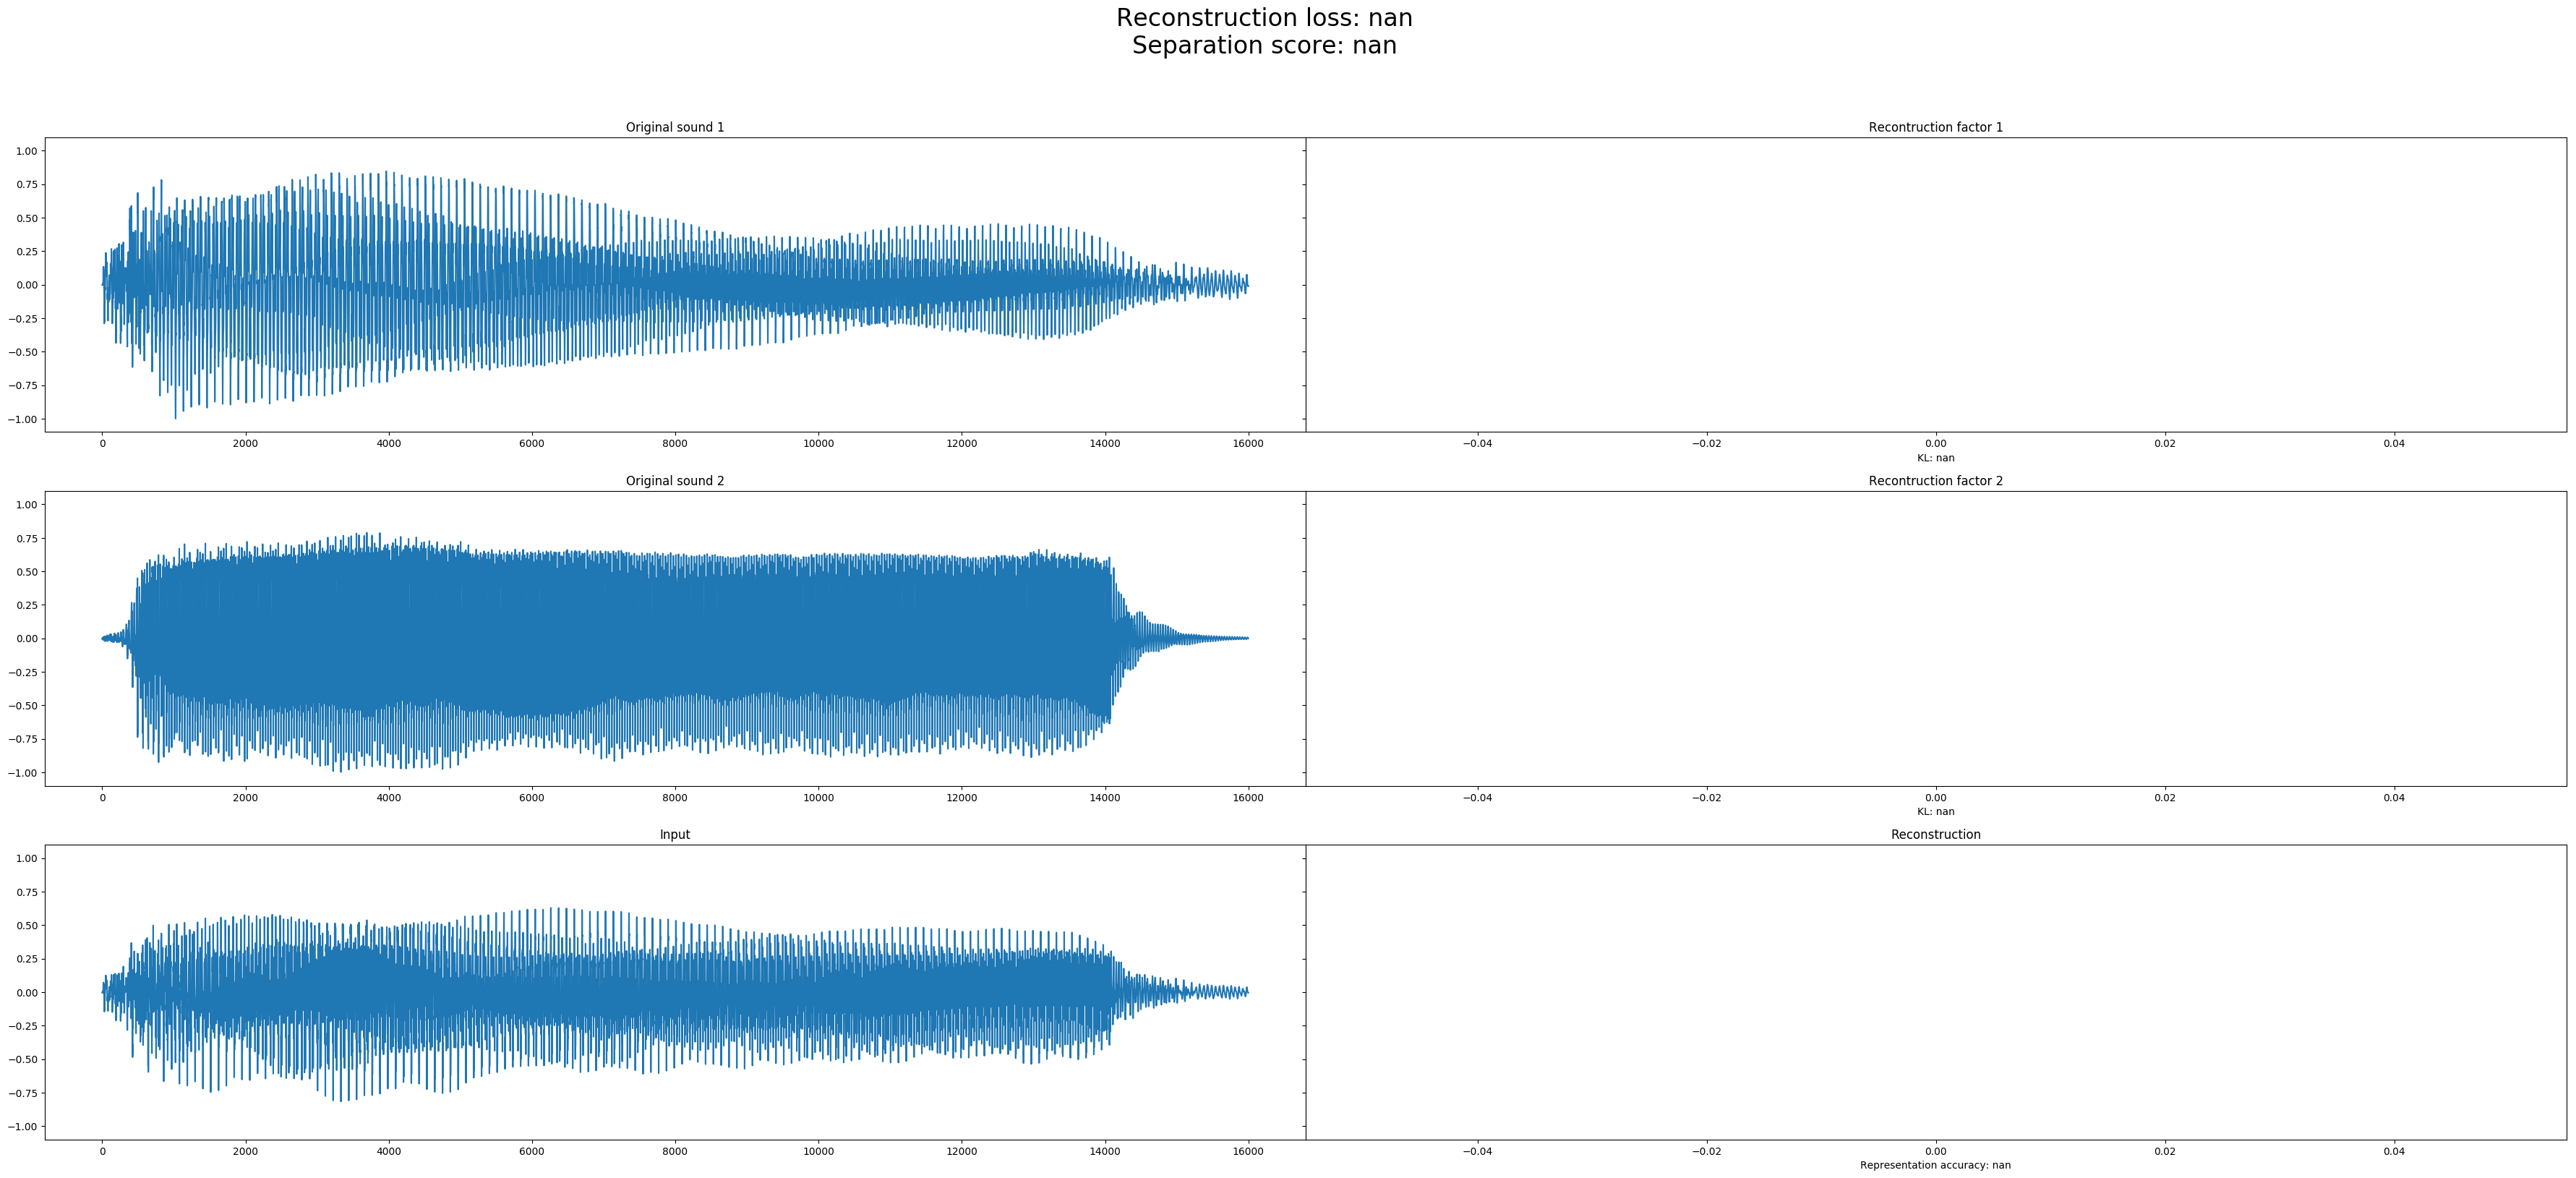 Reconstruction loss: nan
Separation score: nan
Original sound 1
Recontruction factor 1
1.00
0.75
0.50
0.25
0.00
−0.25
−0.50
−0.75
−1.00
0 2000 4000 6000 8000 10000 12000 14000 16000
−0.04 −0.02 0.00 0.02 0.04
KL: nan
Original sound 2
Recontruction factor 2
1.00
0.75
0.50
0.25
0.00
−0.25
−0.50
−0.75
−1.00
0 2000 4000 6000 8000 10000 12000 14000 16000
−0.04 −0.02 0.00 0.02 0.04
KL: nan
Input
Reconstruction
1.00
0.75
0.50
0.25
0.00
−0.25
−0.50
−0.75
−1.00
0 2000 4000 6000 8000 10000 12000 14000 16000
−0.04 −0.02 0.00 0.02 0.04
Representation accuracy: nan